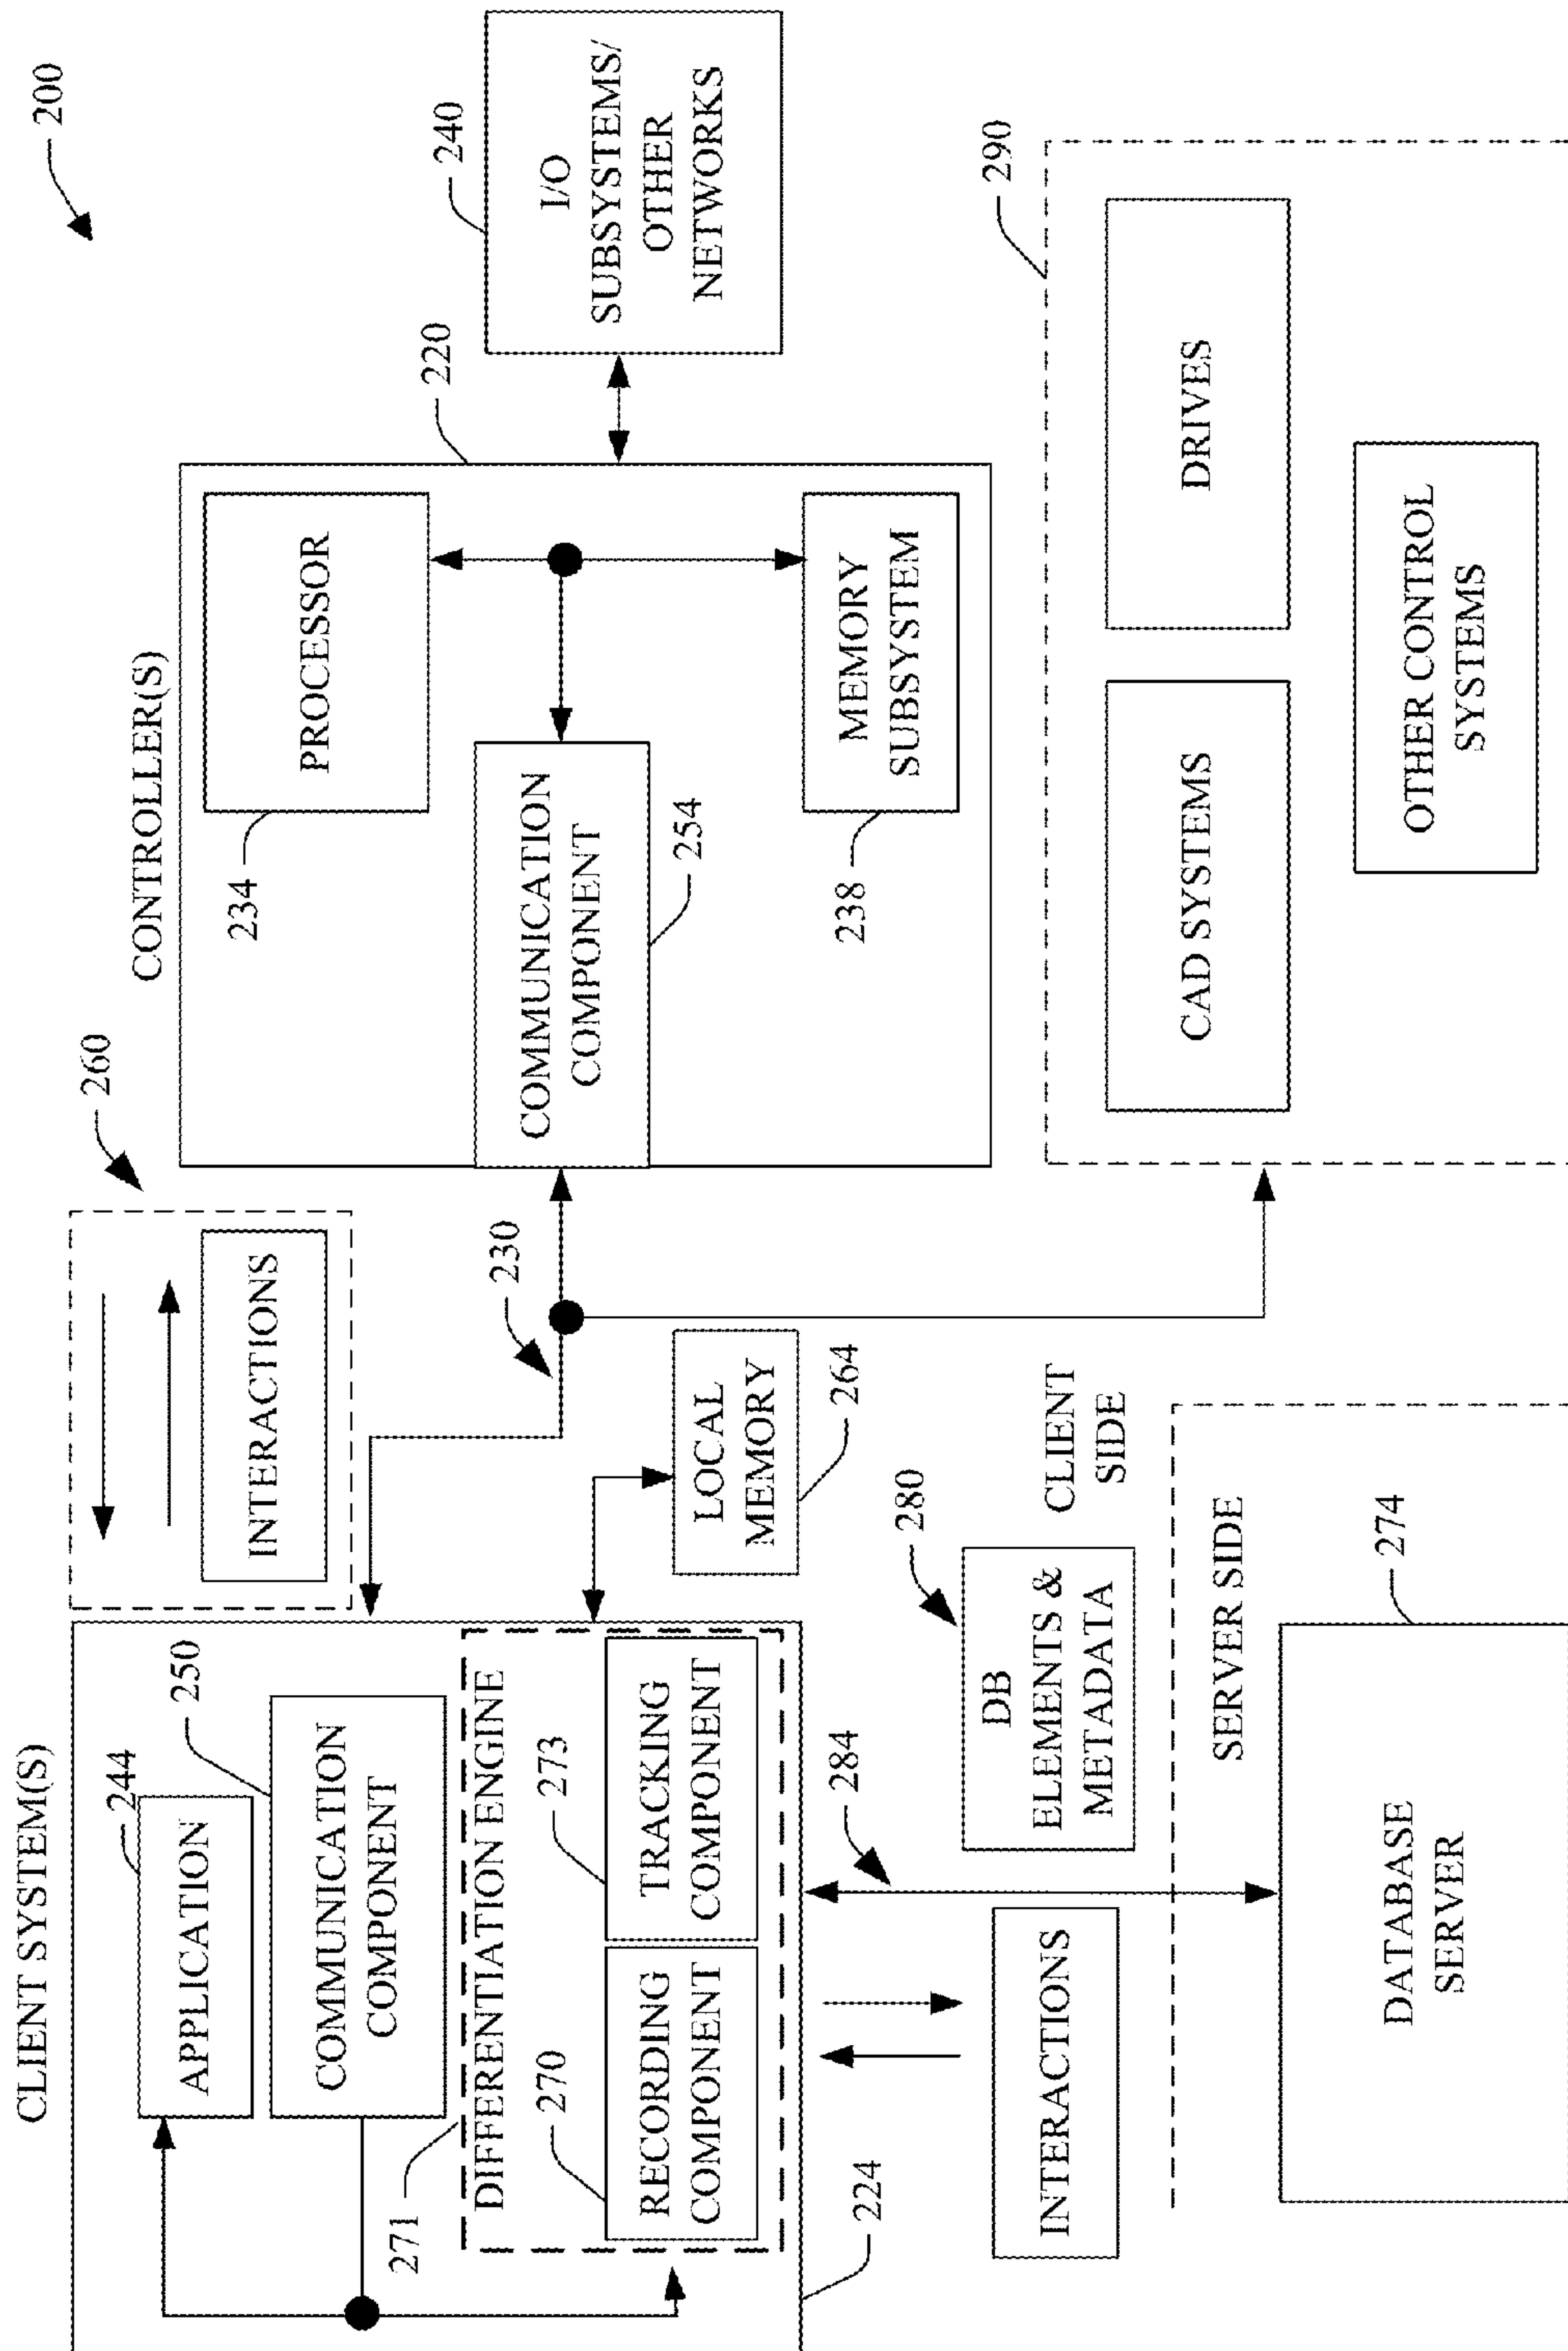 200
CLIENT SYSTEM(S)
244
APPLICATION
250
COMMUNICATION
COMPONENT
271
DIFFERENTIATION ENGINE
270
RECORDING
COMPONENT
273
TRACKING
COMPONENT
224
260
INTERACTIONS
230
LOCAL
MEMORY
264
CONTROLLER(S)
220
234
PROCESSOR
COMMUNICATION
COMPONENT
254
238
MEMORY
SUBSYSTEM
240
I/O
SUBSYSTEMS/
OTHER
NETWORKS
INTERACTIONS
284
280
DB
ELEMENTS &
METADATA
CLIENT
SIDE
SERVER SIDE
274
DATABASE
SERVER
290
CAD SYSTEMS
DRIVES
OTHER CONTROL
SYSTEMS